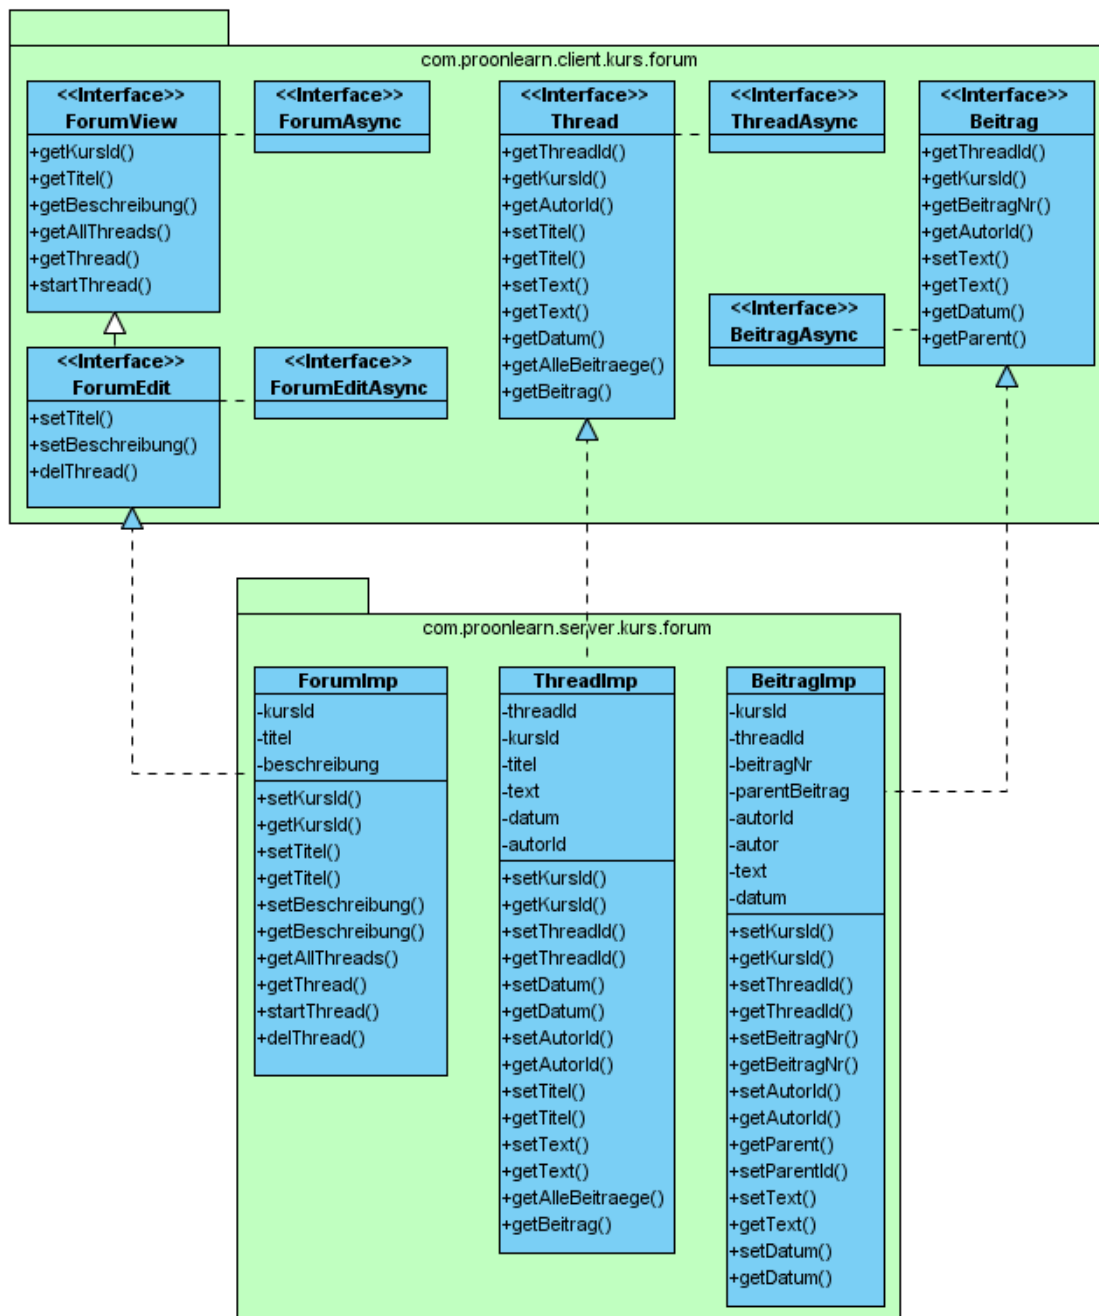 com.proonlearn.client.kurs.forum
<<Interface>>
ForumView
+getKursId()
+getTitel()
+getBeschreibung()
+getAllThreads()
+getThread()
+startThread()
<<Interface>>
ForumAsync
<<Interface>>
Thread
+getThreadId()
+getKursId()
+getAutorId()
+setTitel()
+getTitel()
+setText()
+getText()
+getDatum()
+getAlleBeitraege()
+getBeitrag()
<<Interface>>
ThreadAsync
<<Interface>>
Beitrag
+getThreadId()
+getKursId()
+getBeitragNr()
+getAutorId()
+setText()
+getText()
+getDatum()
+getParent()
<<Interface>>
BeitragAsync
<<Interface>>
ForumEdit
+setTitel()
+setBeschreibung()
+delThread()
<<Interface>>
ForumEditAsync
com.proonlearn.server.kurs.forum
ForumImp
-kursId
-titel
-beschreibung
+setKursId()
+getKursId()
+setTitel()
+getTitel()
+setBeschreibung()
+getBeschreibung()
+getAllThreads()
+getThread()
+startThread()
+delThread()
ThreadImp
-threadId
-kursId
-titel
-text
-datum
-autorId
+setKursId()
+getKursId()
+setThreadId()
+getThreadId()
+setDatum()
+getDatum()
+setAutorId()
+getAutorId()
+setTitel()
+getTitel()
+setText()
+getText()
+getAlleBeitraege()
+getBeitrag()
BeitragImp
-kursId
-threadId
-beitragNr
-parentBeitrag
-autorId
-autor
-text
-datum
+setKursId()
+getKursId()
+setThreadId()
+getThreadId()
+setBeitragNr()
+getBeitragNr()
+setAutorId()
+getAutorId()
+getParent()
+setParentId()
+setText()
+getText()
+setDatum()
+getDatum()